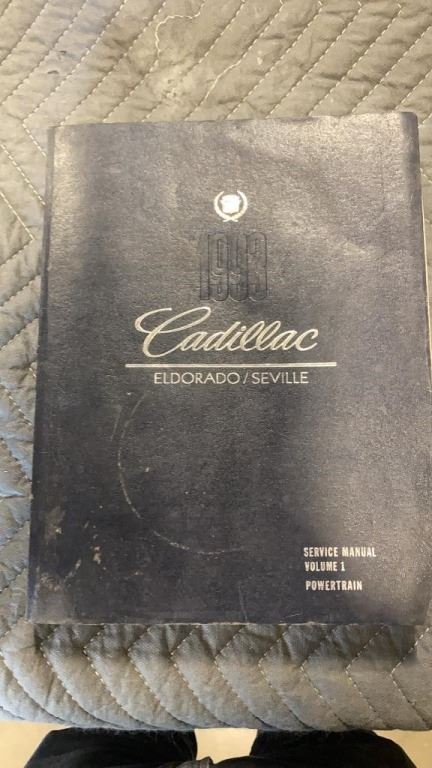 1993
Cadillac
ELDORADO/SEVILLE
SERVICE MANUAL
VOLUME 1
POWERTRAIN